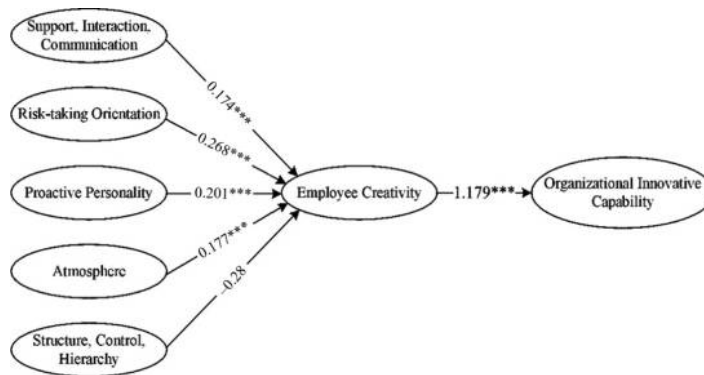 Support, Interaction,
Communication
0.174***
Risk-taking Orientation
0.268***
Proactive Personality
0.201***
Employee Creativity
1.179***
Organizational Innovative
Capability
0.177***
Atmosphere
–0.28
Structure, Control,
Hierarchy